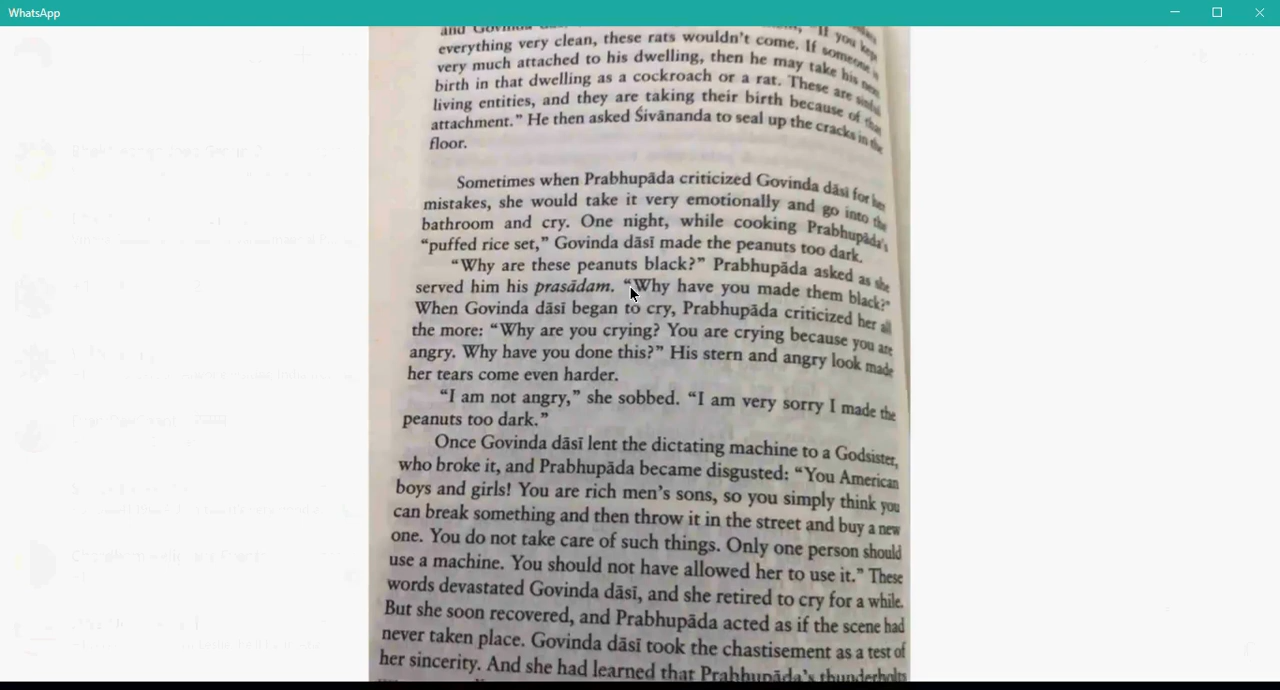 WhatsApp
and Govinda
"If you kept
everything very clean, these rats wouldn't come. If someone is
very much attached to his dwelling, then he may take his next
birth in that dwelling as a cockroach or a rat. These are sinful
living entities, and they are taking their birth because of that
attachment." He then asked Śivānanda to seal up the cracks in the
floor.
Sometimes when Prabhupāda criticized Govinda dāsī for her
mistakes, she would take it very emotionally and go into the
bathroom and cry. One night, while cooking Prabhupāda's
"puffed rice set," Govinda dāsī made the peanuts too dark.
"Why are these peanuts black?" Prabhupāda asked as she
served him his prasādam. "Why have you made them black?"
When Govinda dāsī began to cry, Prabhupāda criticized her all
the more: "Why are you crying? You are crying because you are
angry. Why have you done this?" His stern and angry look made
her tears come even harder.
"I am not angry," she sobbed. "I am very sorry I made the
peanuts too dark."
Once Govinda dāsī lent the dictating machine to a Godsister,
who broke it, and Prabhupāda became disgusted: "You American
boys and girls! You are rich men's sons, so you simply think you
can break something and then throw it in the street and buy a new
one. You do not take care of such things. Only one person should
use a machine. You should not have allowed her to use it." These
words devastated Govinda dāsī, and she retired to cry for a while.
But she soon recovered, and Prabhupāda acted as if the scene had
never taken place. Govinda dāsī took the chastisement as a test of
her sincerity. And she had learned that Prabhupāda's thunderbolts